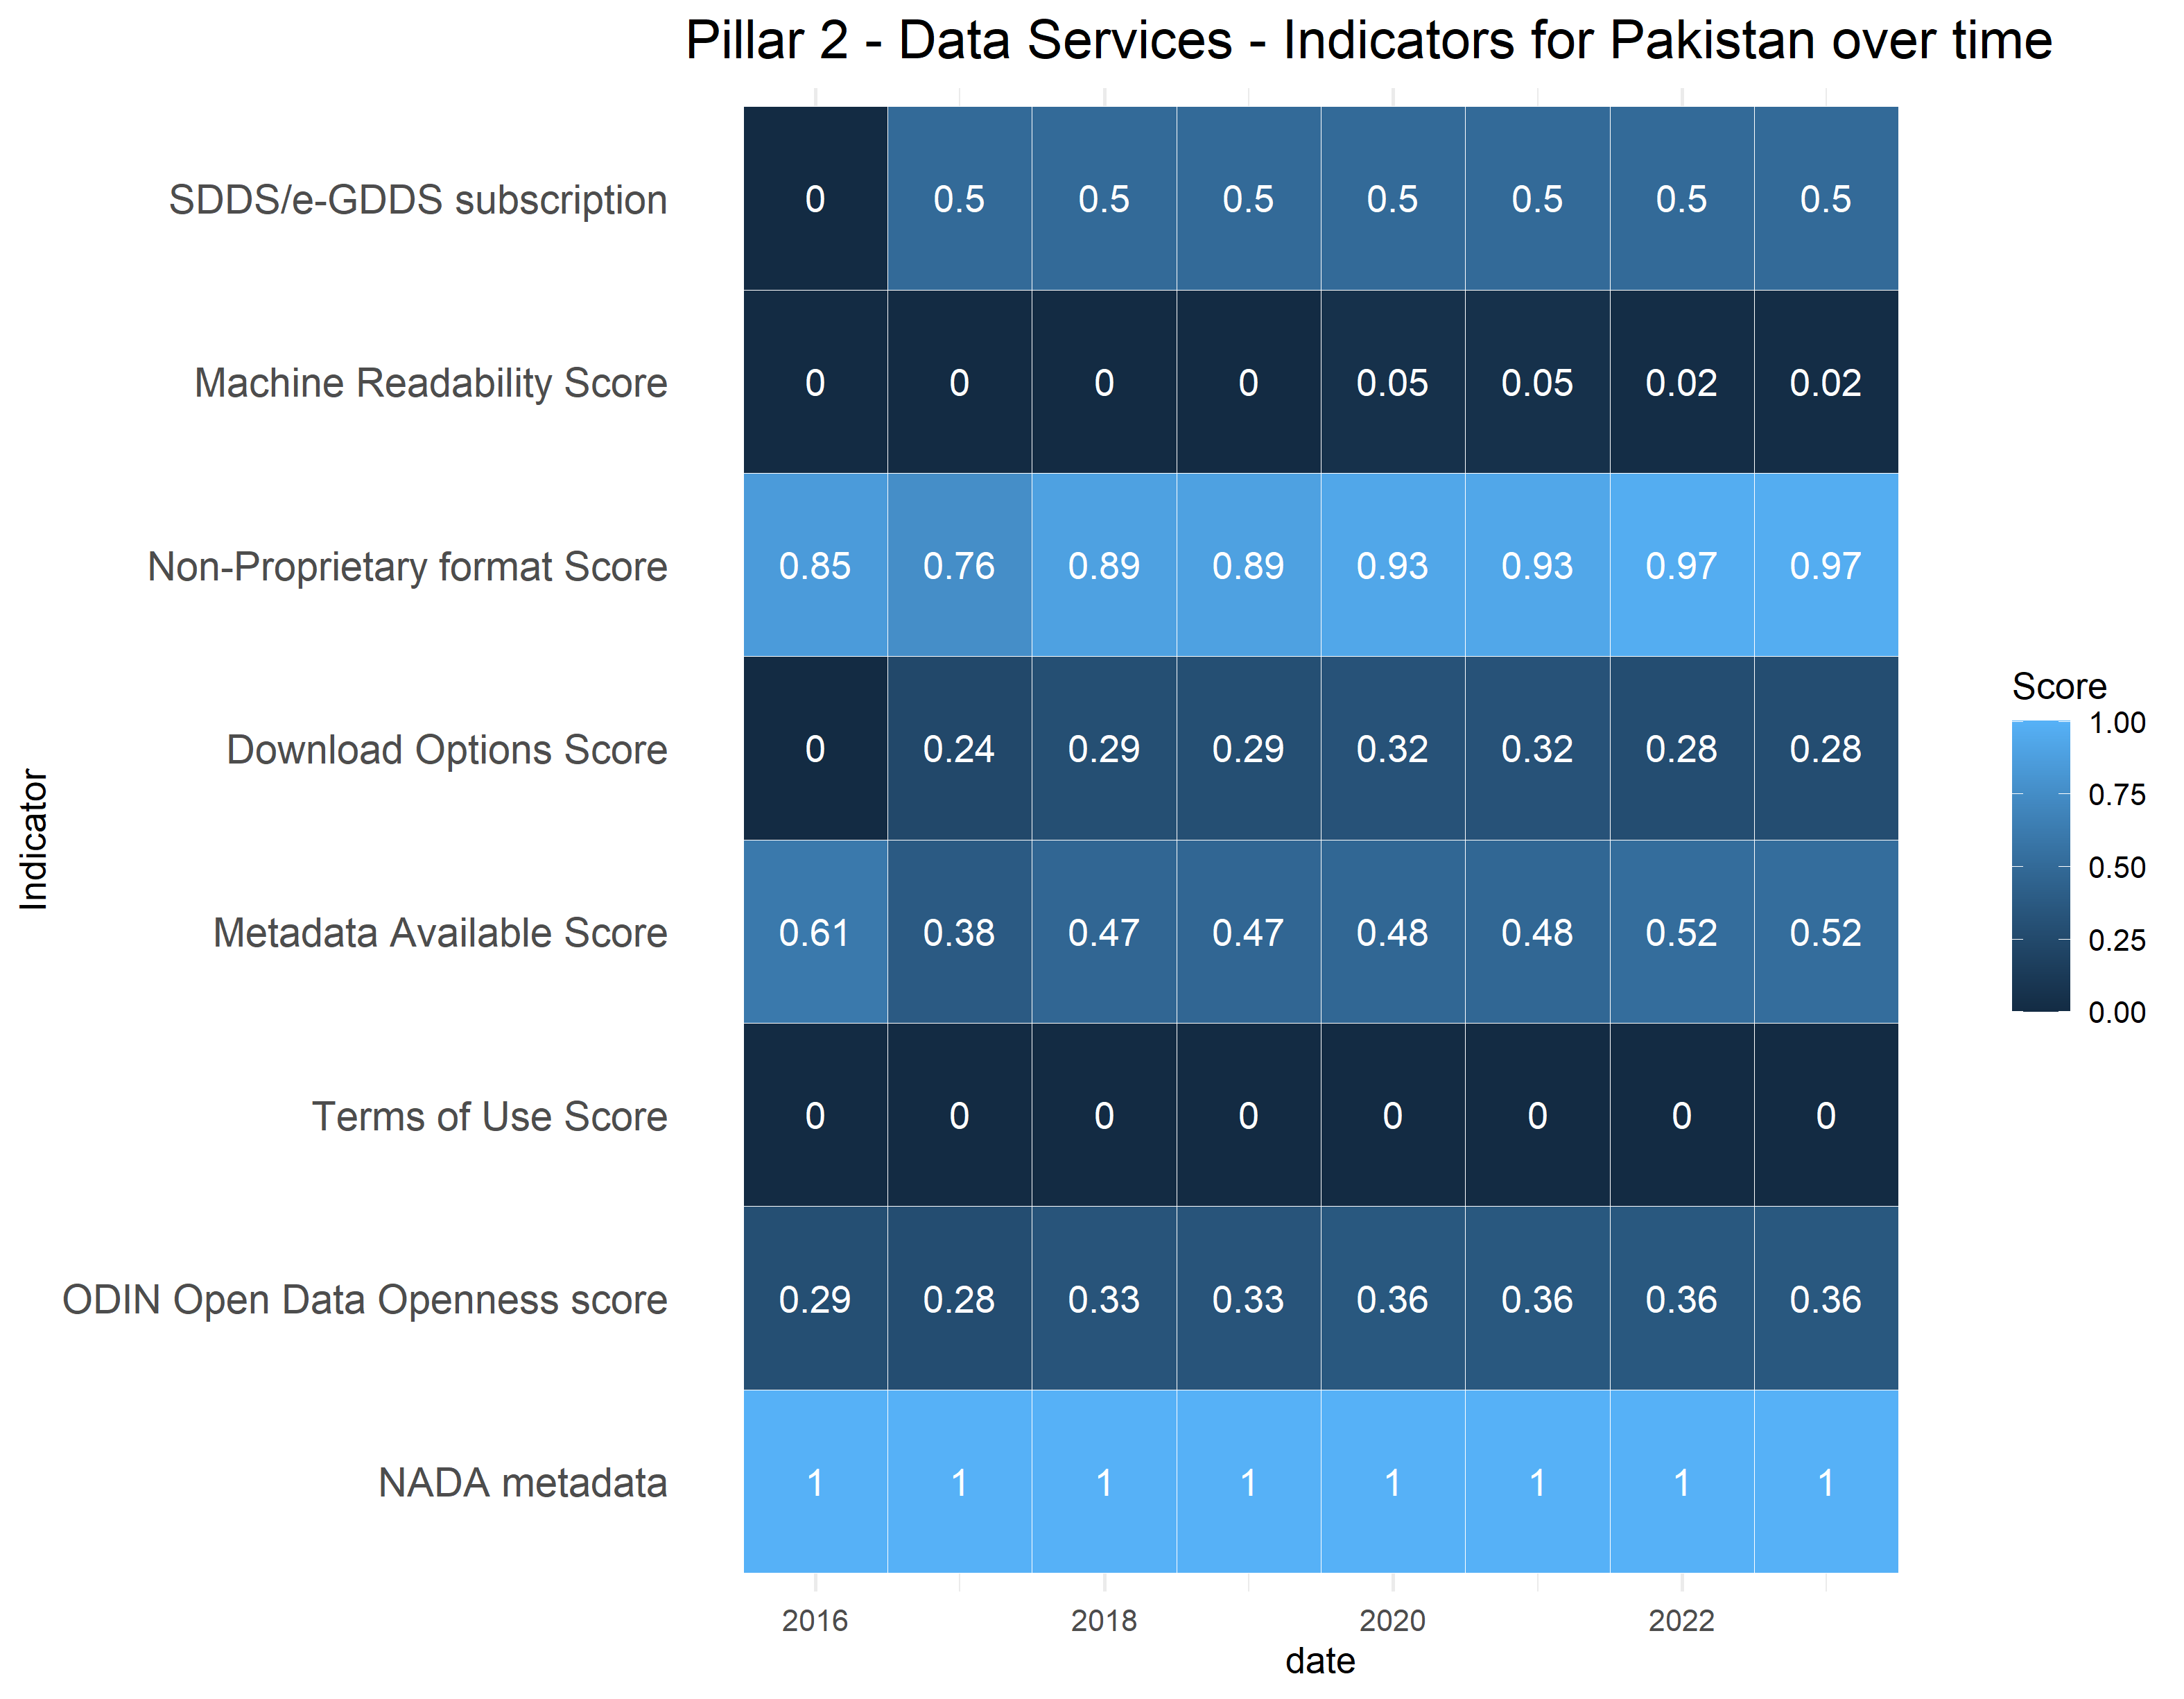 Pillar 2 - Data Services - Indicators for Pakistan over time
Indicator
SDDS/e-GDDS subscription 0 0.5 0.5 0.5 0.5 0.5 0.5 0.5
Machine Readability Score 0 0 0 0 0.05 0.05 0.02 0.02
Non-Proprietary format Score 0.85 0.76 0.89 0.89 0.93 0.93 0.97 0.97
Download Options Score 0 0.24 0.29 0.29 0.32 0.32 0.28 0.28
Metadata Available Score 0.61 0.38 0.47 0.47 0.48 0.48 0.52 0.52
Terms of Use Score 0 0 0 0 0 0 0 0
ODIN Open Data Openness score 0.29 0.28 0.33 0.33 0.36 0.36 0.36 0.36
NADA metadata 1 1 1 1 1 1 1 1
2016 2018 2020 2022
date
Score
1.00
0.75
0.50
0.25
0.00